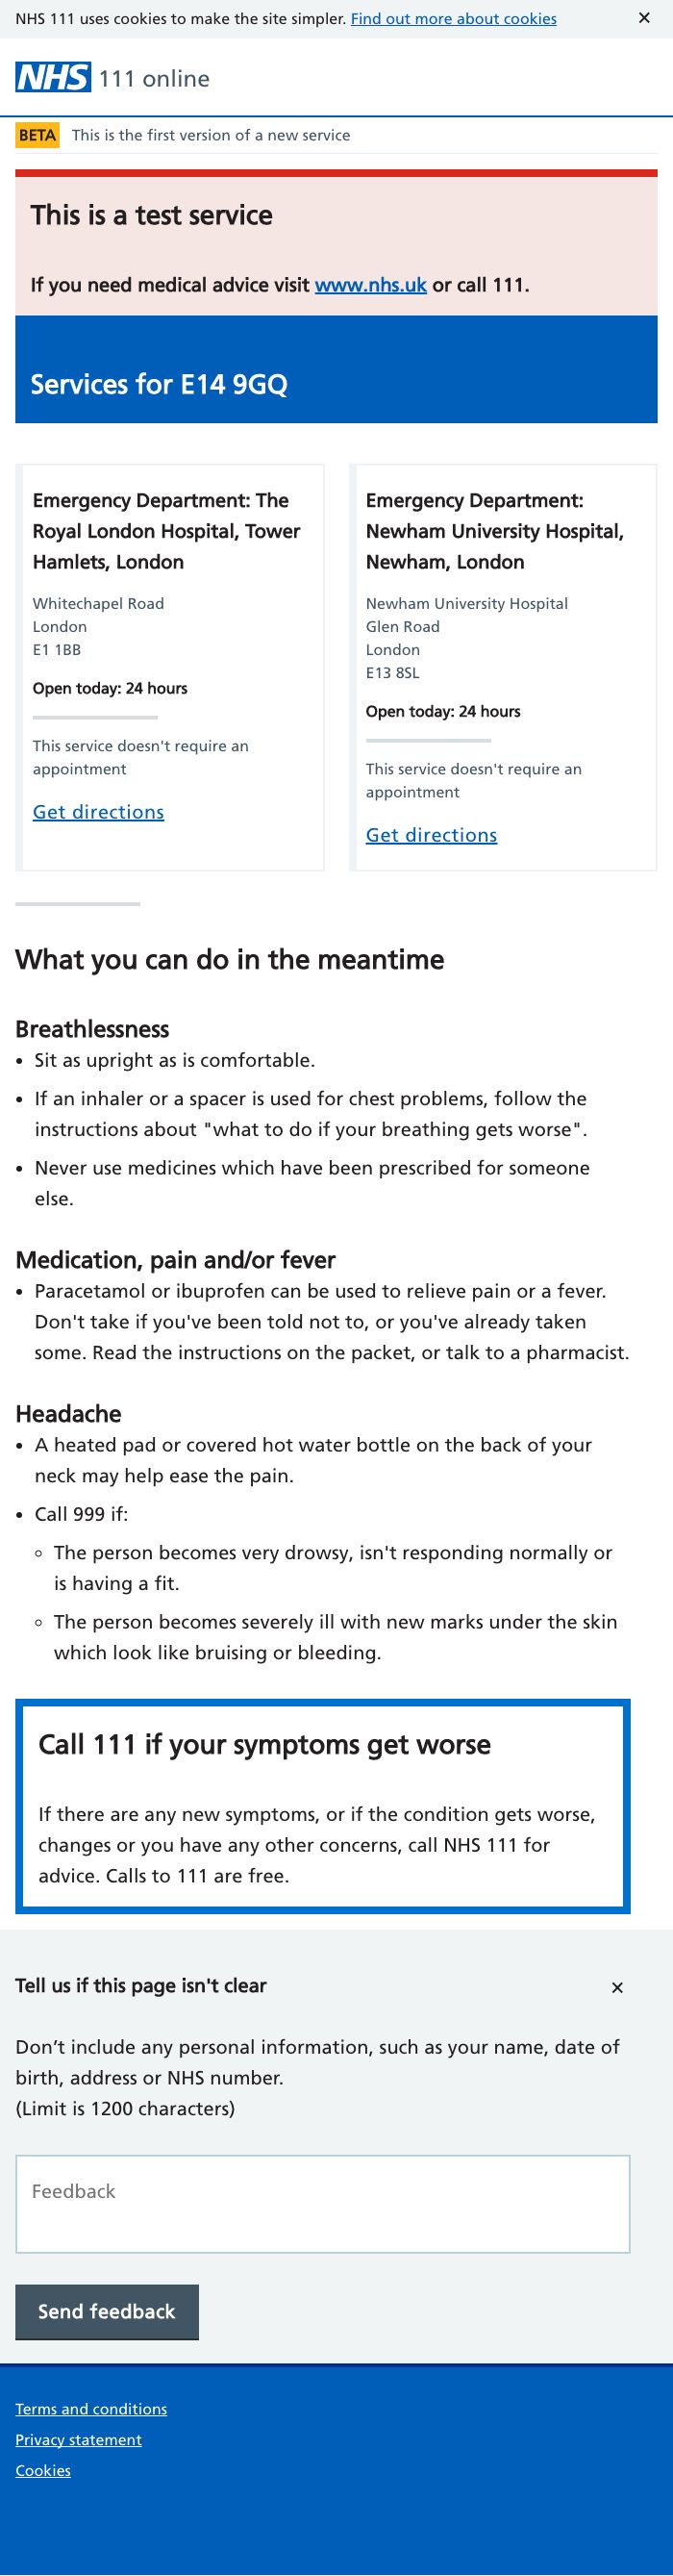 NHS 111 uses cookies to make the site simpler. Find out more about cookies ✕
NHS 111 online
BETA This is the first version of a new service
This is a test service
If you need medical advice visit www.nhs.uk or call 111.
Services for E14 9GQ
Emergency Department: The
Royal London Hospital, Tower
Hamlets, London
Whitechapel Road
London
E1 1BB
Open today: 24 hours
This service doesn't require an
appointment
Get directions
Emergency Department:
Newham University Hospital,
Newham, London
Newham University Hospital
Glen Road
London
E13 8SL
Open today: 24 hours
This service doesn't require an
appointment
Get directions
What you can do in the meantime
Breathlessness
• Sit as upright as is comfortable.
• If an inhaler or a spacer is used for chest problems, follow the
instructions about "what to do if your breathing gets worse".
• Never use medicines which have been prescribed for someone
else.
Medication, pain and/or fever
• Paracetamol or ibuprofen can be used to relieve pain or a fever.
Don't take if you've been told not to, or you've already taken
some. Read the instructions on the packet, or talk to a pharmacist.
Headache
• A heated pad or covered hot water bottle on the back of your
neck may help ease the pain.
• Call 999 if:
◦ The person becomes very drowsy, isn't responding normally or
is having a fit.
◦ The person becomes severely ill with new marks under the skin
which look like bruising or bleeding.
Call 111 if your symptoms get worse
If there are any new symptoms, or if the condition gets worse,
changes or you have any other concerns, call NHS 111 for
advice. Calls to 111 are free.
Tell us if this page isn't clear ✕
Don’t include any personal information, such as your name, date of
birth, address or NHS number.
(Limit is 1200 characters)
Feedback
Send feedback
Terms and conditions
Privacy statement
Cookies